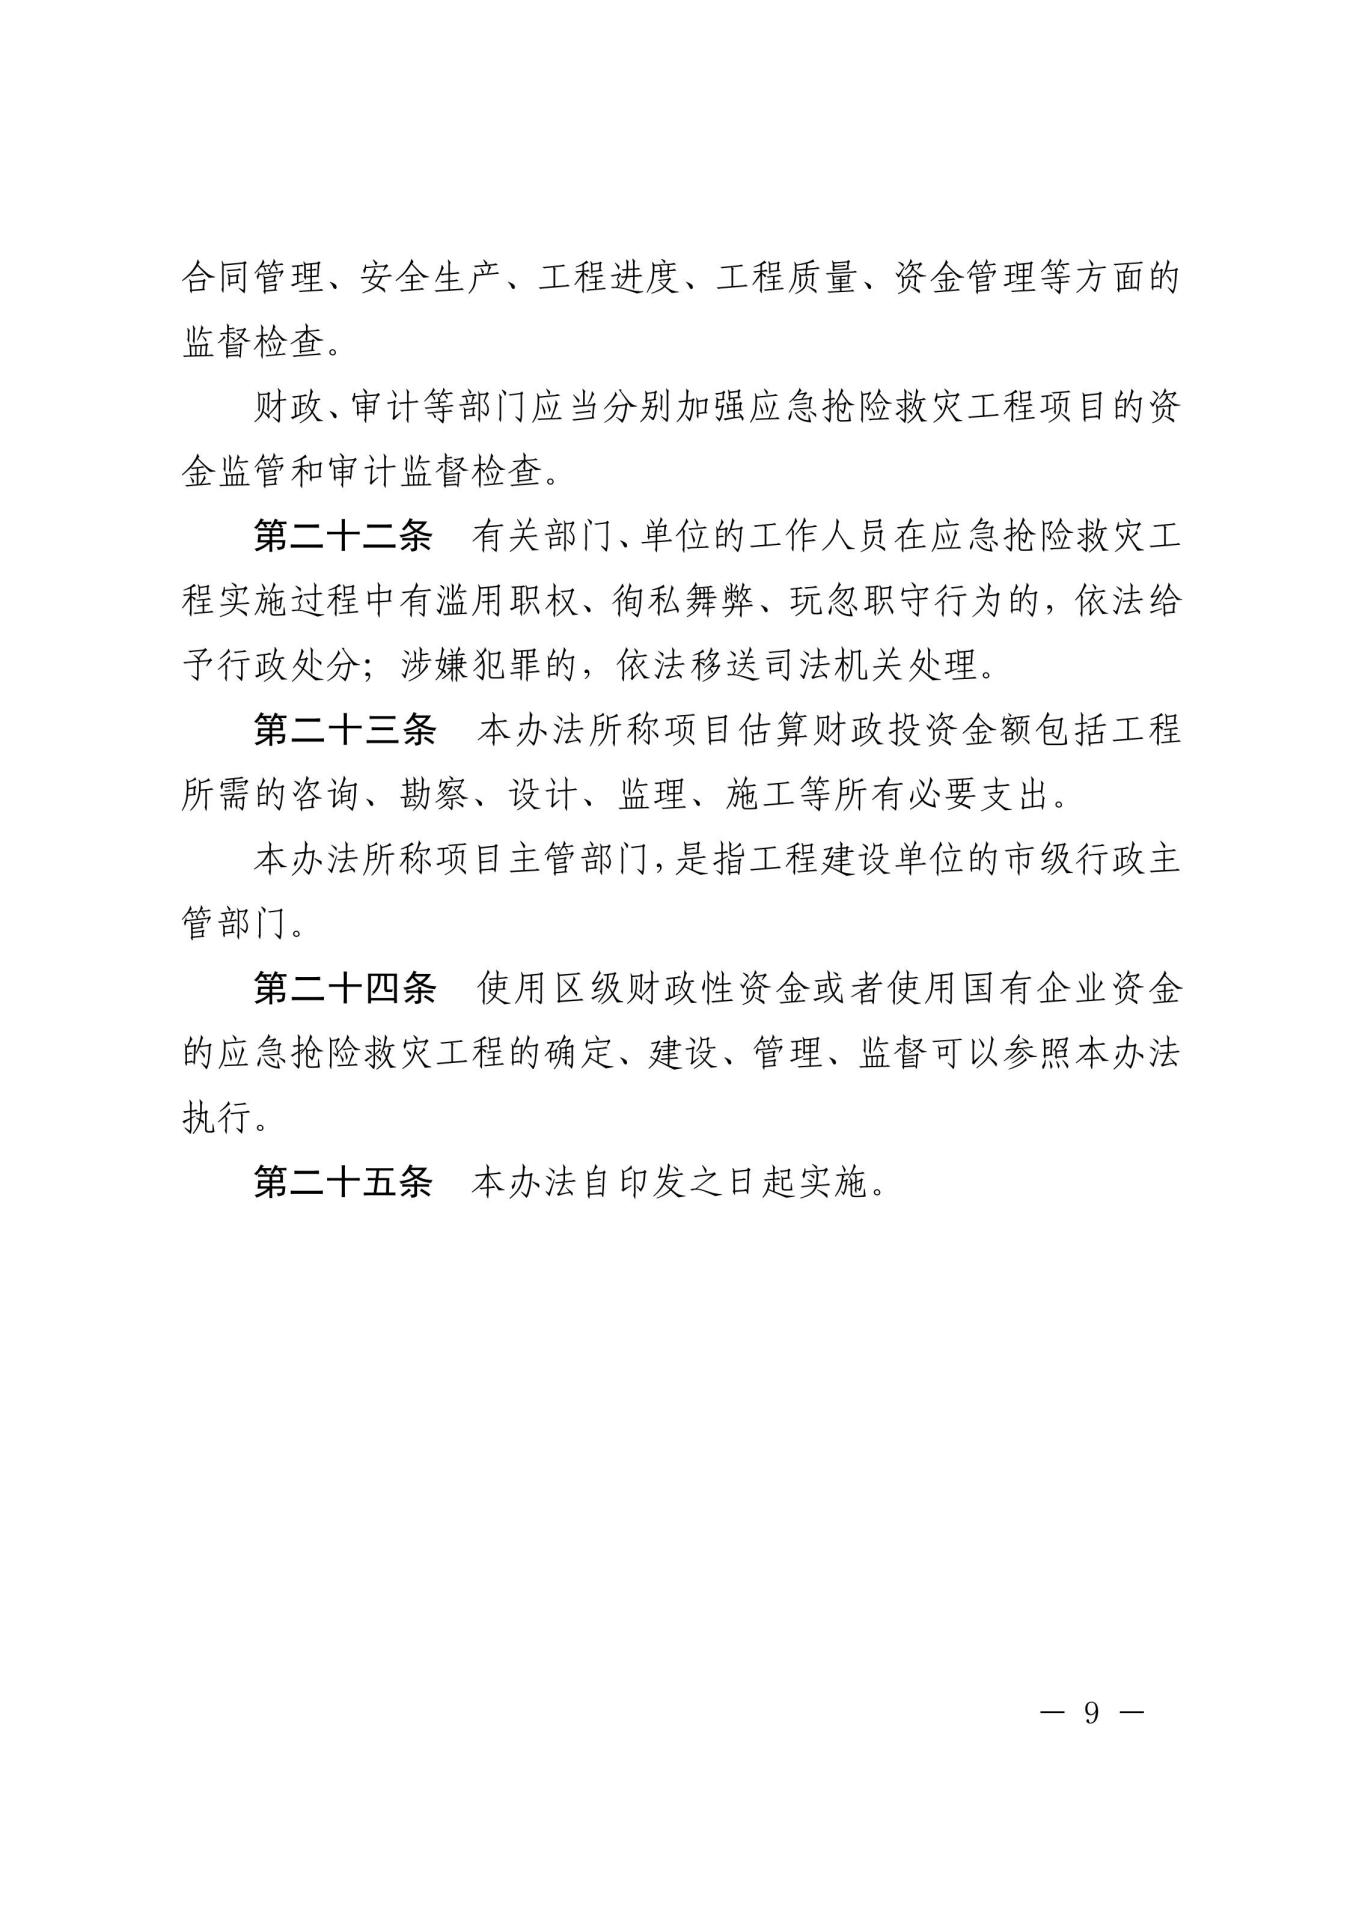 合同管理、安全生产、工程进度、工程质量、资金管理等方面的
监督检查。
财政、审计等部门应当分别加强应急抢险救灾工程项目的资
金监管和审计监督检查。
第二十二条　有关部门、单位的工作人员在应急抢险救灾工
程实施过程中有滥用职权、徇私舞弊、玩忽职守行为的，依法给
予行政处分；涉嫌犯罪的，依法移送司法机关处理。
第二十三条　本办法所称项目估算财政投资金额包括工程
所需的咨询、勘察、设计、监理、施工等所有必要支出。
本办法所称项目主管部门，是指工程建设单位的市级行政主
管部门。
第二十四条　使用区级财政性资金或者使用国有企业资金
的应急抢险救灾工程的确定、建设、管理、监督可以参照本办法
执行。
第二十五条　本办法自印发之日起实施。
— 9 —